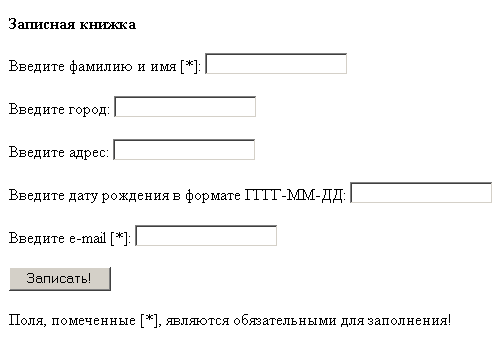 Записная книжка
Введите фамилию и имя [*]:
Введите город:
Введите адрес:
Введите дату рождения в формате ГГГГ-ММ-ДД:
Введите e-mail [*]:
Записать!
Поля, помеченные [*], являются обязательными для заполнения!